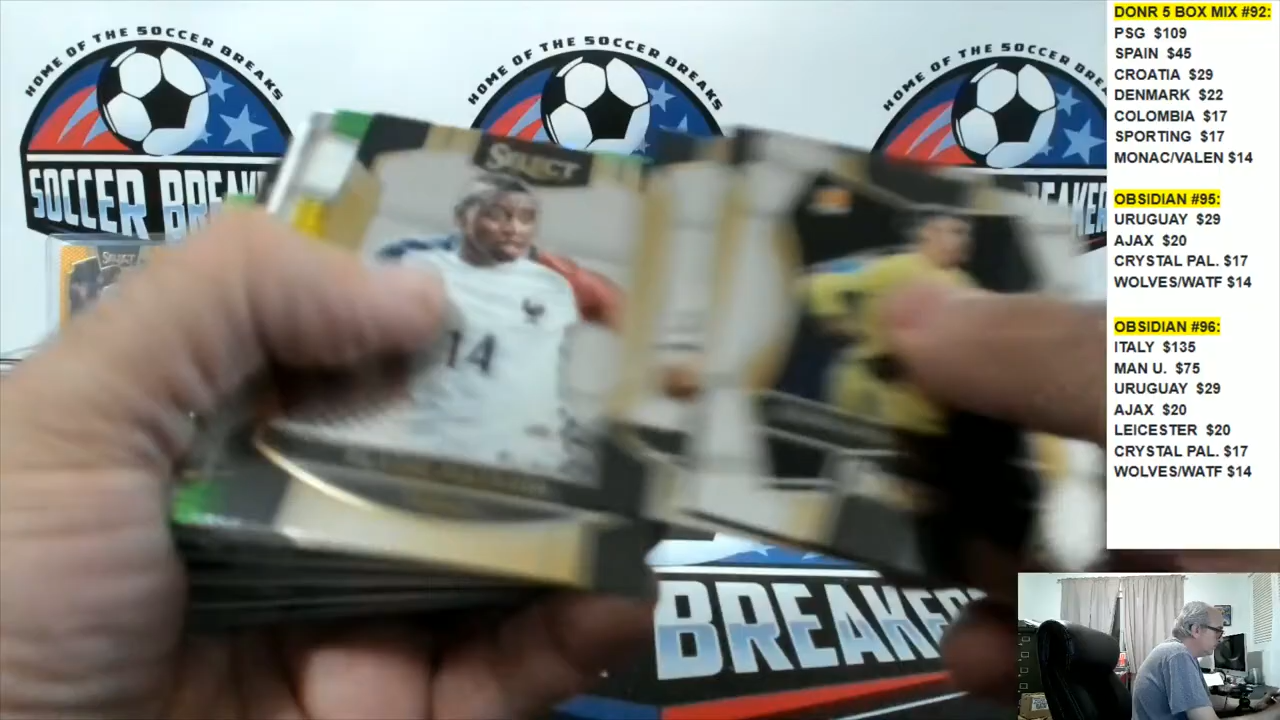 HOME OF THE SOCCER BREAKS
HOME OF THE SOCCER BREAKS
HOME OF THE SOCCER BREAKS
SOCCER BREAK
SELECT
SELECT
14
BREAKER
DONR 5 BOX MIX #92:
PSG $109
SPAIN $45
CROATIA $29
DENMARK $22
COLOMBIA $17
SPORTING $17
MONAC/VALEN $14
OBSIDIAN #95:
URUGUAY $29
AJAX $20
CRYSTAL PAL. $17
WOLVES/WATF $14
OBSIDIAN #96:
ITALY $135
MAN U. $75
URUGUAY $29
AJAX $20
LEICESTER $20
CRYSTAL PAL. $17
WOLVES/WATF $14